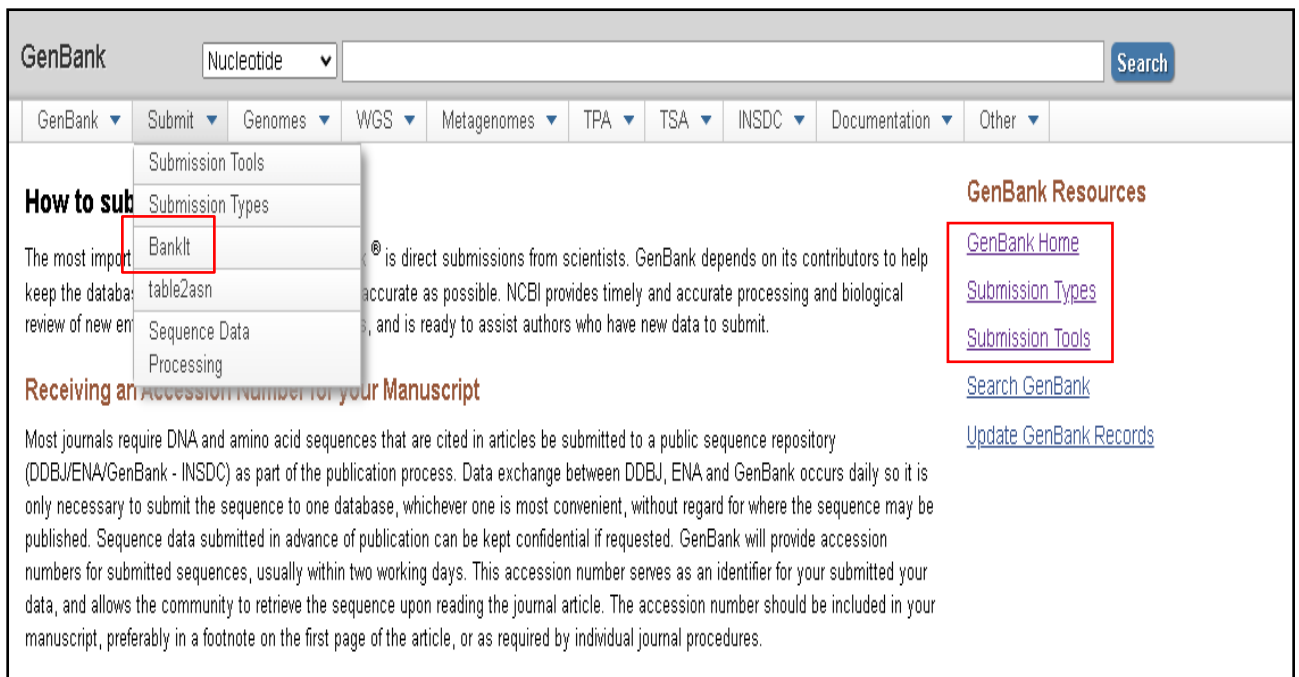 GenBank
Nucleotide
Search
GenBank Submit Genomes WGS Metagenomes TPA TSA INSDC Documentation Other
Submission Tools
Submission Types
BankIt
table2asn
Sequence Data
Processing
How to sub
The most import ® is direct submissions from scientists. GenBank depends on its contributors to help
keep the databa accurate as possible. NCBI provides timely and accurate processing and biological
review of new en , and is ready to assist authors who have new data to submit.
Receiving an Accession Number for your Manuscript
Most journals require DNA and amino acid sequences that are cited in articles be submitted to a public sequence repository
(DDBJ/ENA/GenBank - INSDC) as part of the publication process. Data exchange between DDBJ, ENA and GenBank occurs daily so it is
only necessary to submit the sequence to one database, whichever one is most convenient, without regard for where the sequence may be
published. Sequence data submitted in advance of publication can be kept confidential if requested. GenBank will provide accession
numbers for submitted sequences, usually within two working days. This accession number serves as an identifier for your submitted your
data, and allows the community to retrieve the sequence upon reading the journal article. The accession number should be included in your
manuscript, preferably in a footnote on the first page of the article, or as required by individual journal procedures.
GenBank Resources
GenBank Home
Submission Types
Submission Tools
Search GenBank
Update GenBank Records